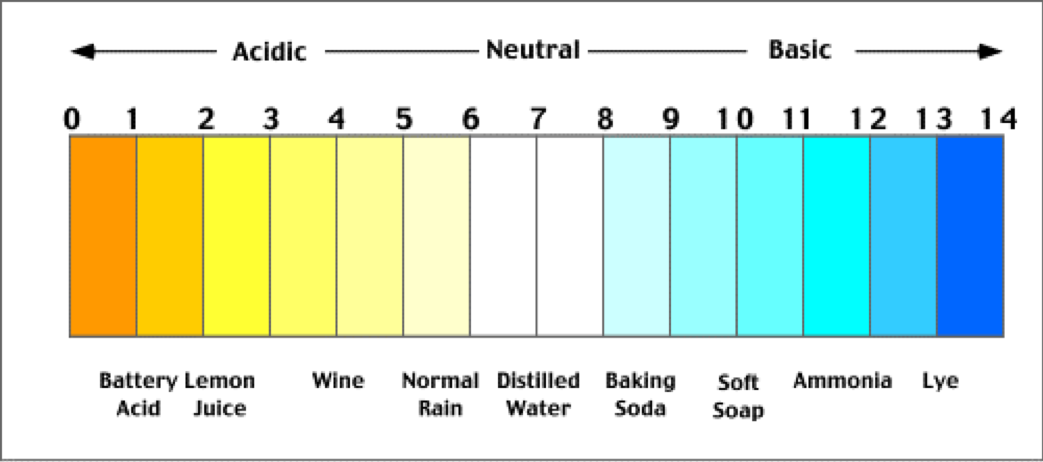 Acidic Neutral Basic
0 1 2 3 4 5 6 7 8 9 10 11 12 13 14
Battery Lemon Wine Normal Distilled Baking Soft Ammonia Lye
Acid Juice Rain Water Soda Soap